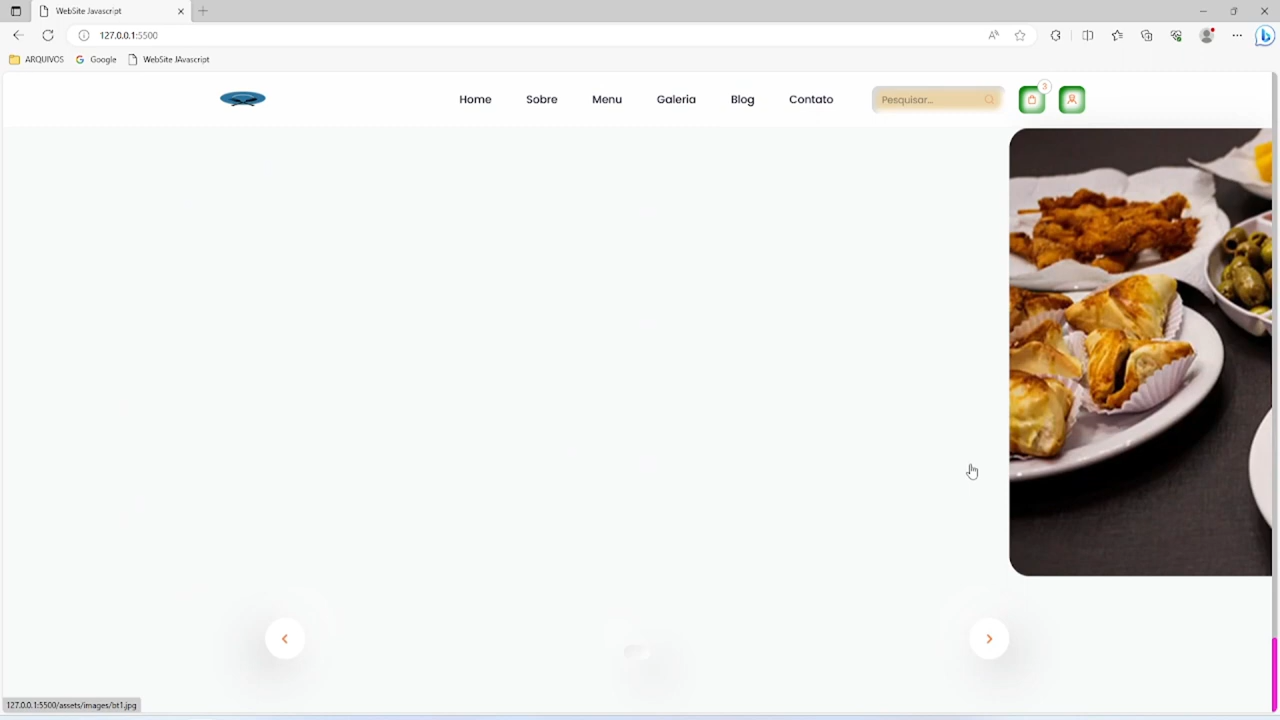 WebSite Javascript
127.0.0.1:5500
ARQUIVOS
Google
WebSite JAvascript
Home
Sobre
Menu
Galeria
Blog
Contato
Pesquisar...
3
127.0.0.1:5500/assets/images/bt1.jpg